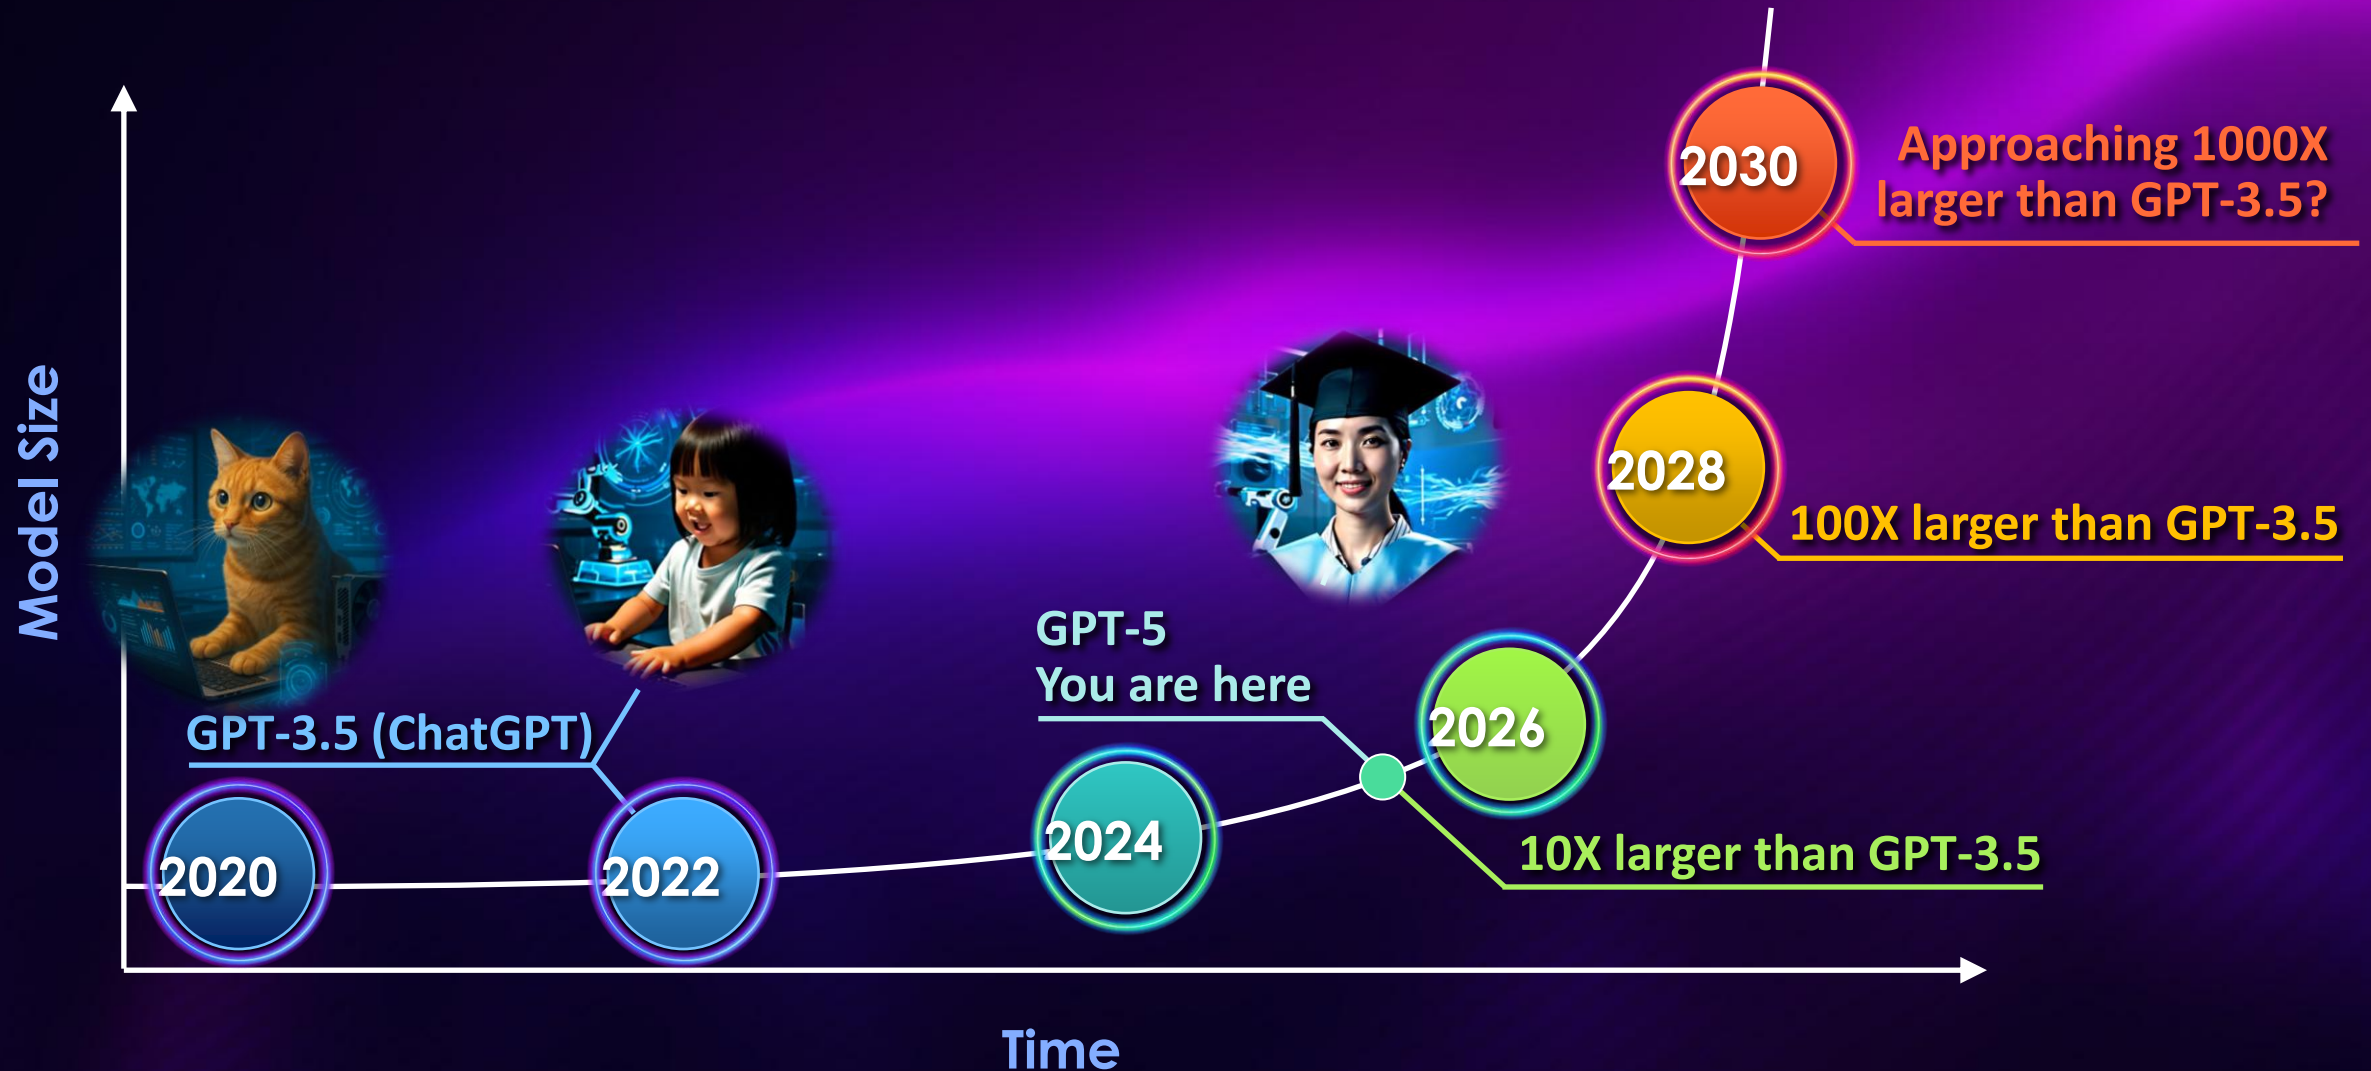 2030
Approaching 1000X
larger than GPT-3.5?
Model Size
2028
100X larger than GPT-3.5
GPT-5
You are here
GPT-3.5 (ChatGPT)
2026
2020
2022
2024
10X larger than GPT-3.5
Time